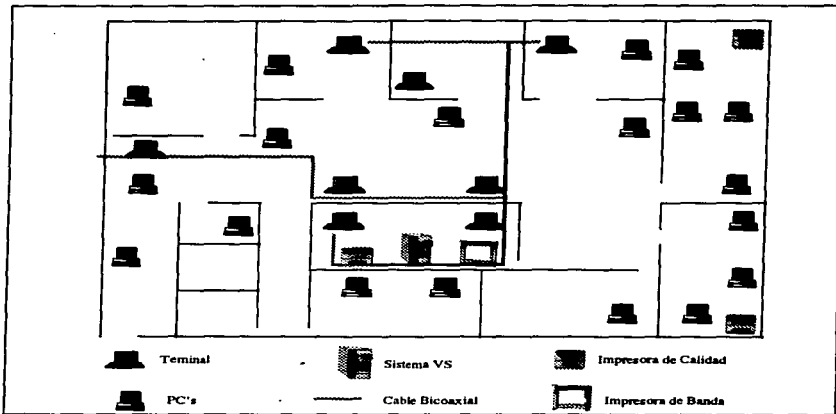 Teminal
Sistema VS
Impresora de Calidad
PC's
Cable Bicoaxial
Impresora de Banda